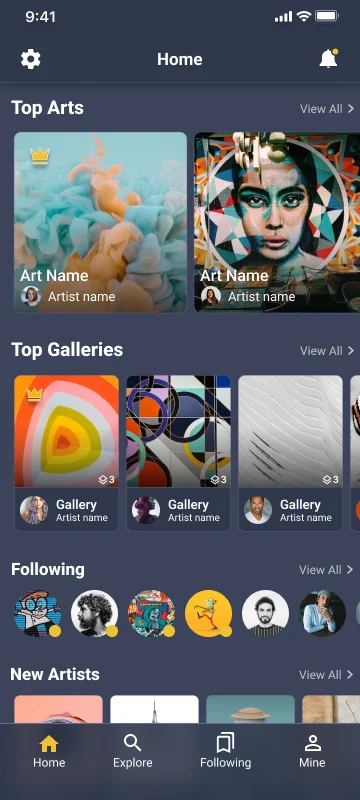 9:41
Home
Top Arts
View All
Art Name
Artist name
Art Name
Artist name
Top Galleries
View All
3
3
3
Gallery
Artist name
Gallery
Artist name
Gallery
Artist name
Following
View All
New Artists
View All
Home
Explore
Following
Mine